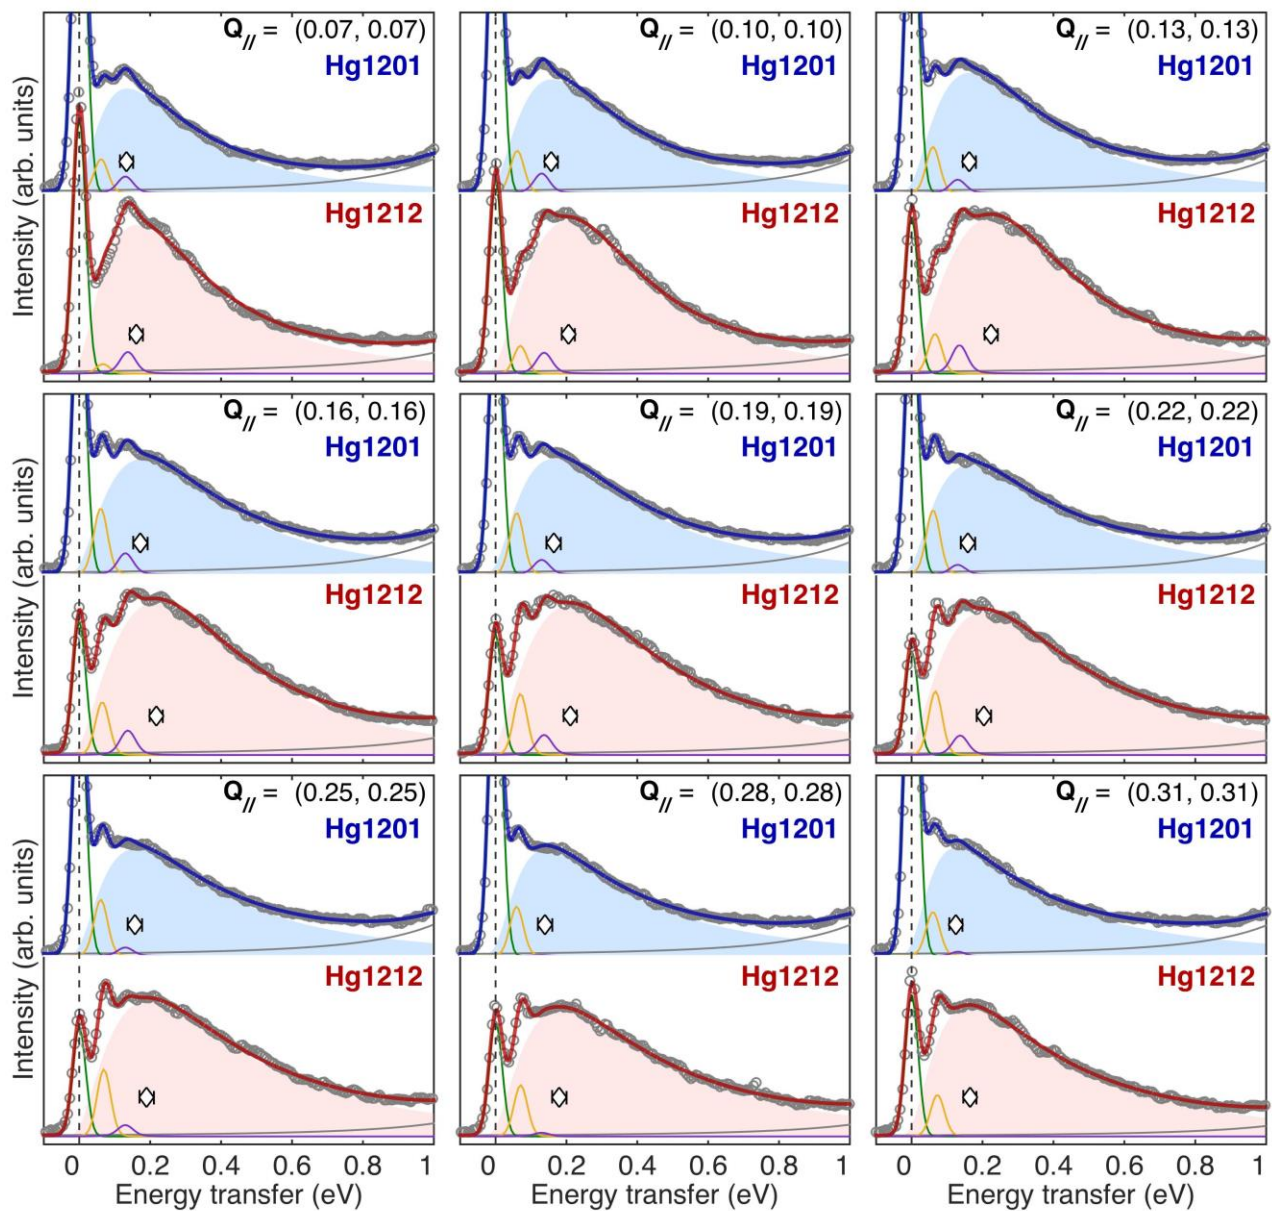 Q// = (0.07, 0.07)
Hg1201
Hg1212
Q// = (0.10, 0.10)
Hg1201
Hg1212
Q// = (0.13, 0.13)
Hg1201
Hg1212
Intensity (arb. units)
Q// = (0.16, 0.16)
Hg1201
Hg1212
Q// = (0.19, 0.19)
Hg1201
Hg1212
Q// = (0.22, 0.22)
Hg1201
Hg1212
Intensity (arb. units)
Q// = (0.25, 0.25)
Hg1201
Hg1212
Q// = (0.28, 0.28)
Hg1201
Hg1212
Q// = (0.31, 0.31)
Hg1201
Hg1212
Intensity (arb. units)
0 0.2 0.4 0.6 0.8 1
0 0.2 0.4 0.6 0.8 1
0 0.2 0.4 0.6 0.8 1
Energy transfer (eV)
Energy transfer (eV)
Energy transfer (eV)